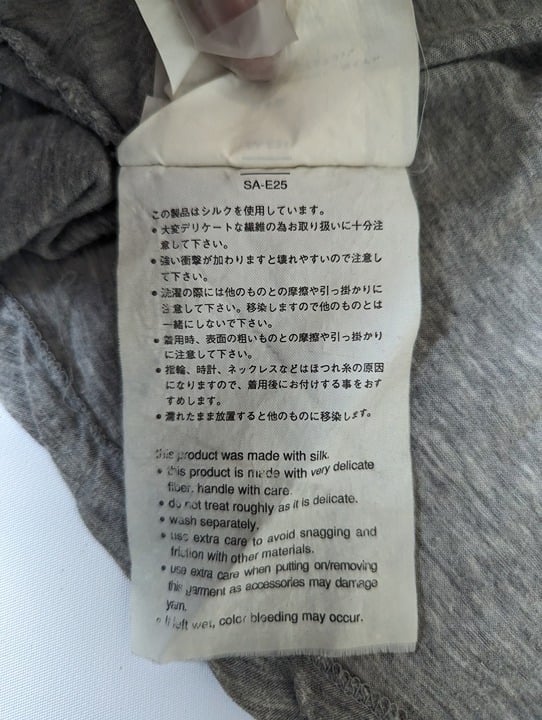 SA-E25
この製品はシルクを使用しています。
● 大変デリケートな繊維の為お取り扱いに十分注
意して下さい。
● 強い衝撃が加わりますと壊れやすいので注意し
て下さい。
● 洗濯の際には他のものとの摩擦や引っ掛かりに
注意して下さい。移染しますので他のものとは
一緒にしないで下さい。
● 着用時、表面の粗いものとの摩擦や引っ掛かり
に注意して下さい。
● 指輪、時計、ネックレスなどはほつれ糸の原因
になりますので、着用後にお付けする事をおす
すめします。
● 濡れたまま放置すると他のものに移染します。
this product was made with silk.
● this product is made with very delicate
fiber. handle with care.
● do not treat roughly as it is delicate.
● wash separately.
● use extra care to avoid snagging and
friction with other materials.
● use extra care when putting on/removing
this garment as accessories may damage
yarn.
● if left wet, color bleeding may occur.